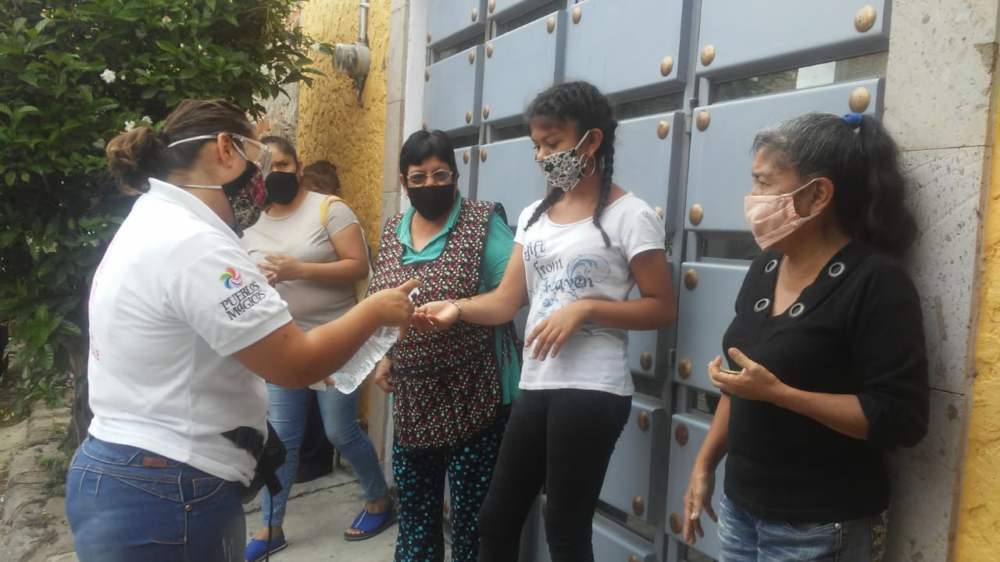 PUEBLOS
MáGICOS
gift
from
heaven